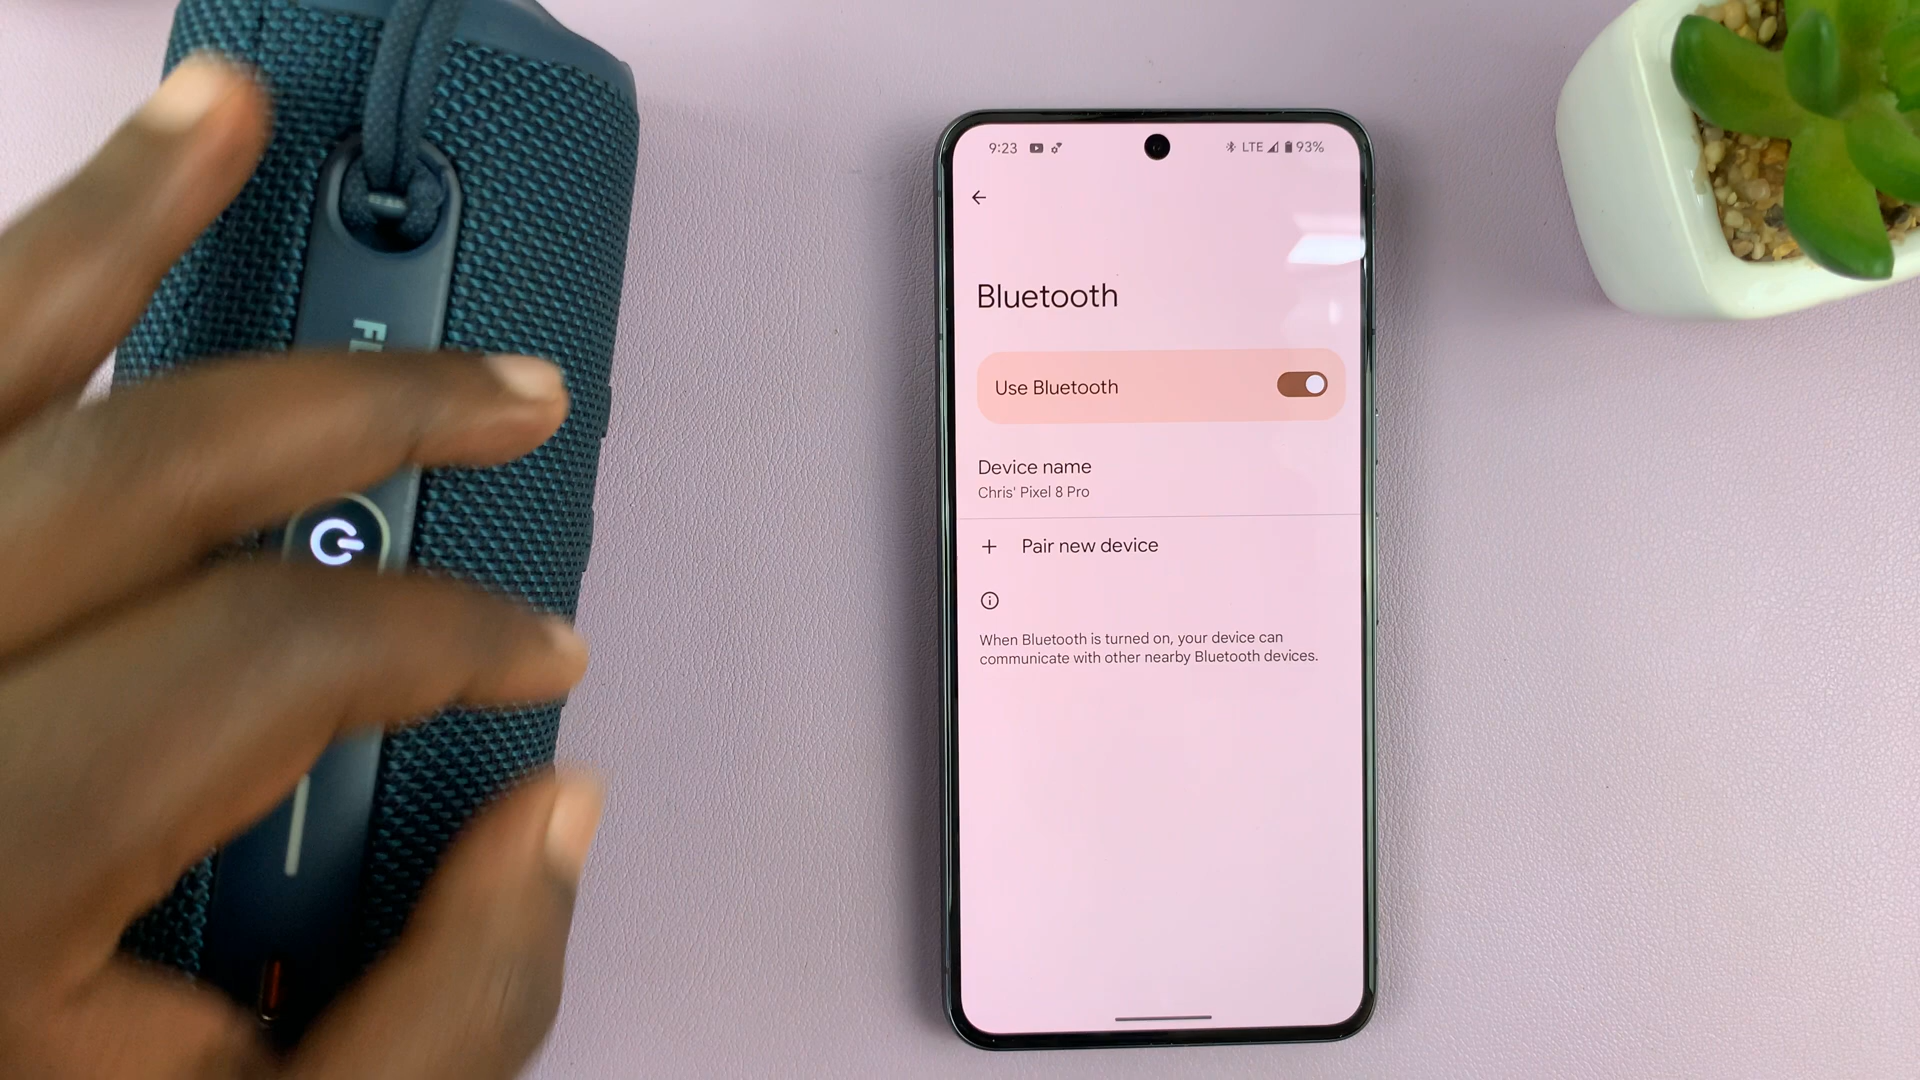 FL
9:23
LTE 93%
Bluetooth
Use Bluetooth
Device name
Chris' Pixel 8 Pro
+ Pair new device
When Bluetooth is turned on, your device can
communicate with other nearby Bluetooth devices.